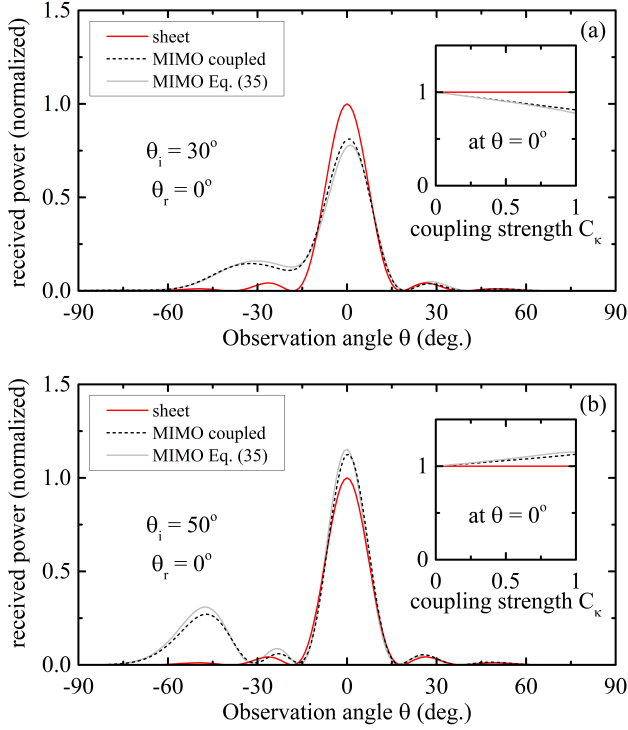 (a)
sheet
MIMO coupled
MIMO Eq. (35)
θi = 30°
θr = 0°
1.5
1.0
0.5
0.0
received power (normalized)
-90 -60 -30 0 30 60 90
Observation angle θ (deg.)
1
0
at θ = 0°
0 0.5 1
coupling strength Cκ
(b)
sheet
MIMO coupled
MIMO Eq. (35)
θi = 50°
θr = 0°
1.5
1.0
0.5
0.0
received power (normalized)
-90 -60 -30 0 30 60 90
Observation angle θ (deg.)
1
0
at θ = 0°
0 0.5 1
coupling strength Cκ